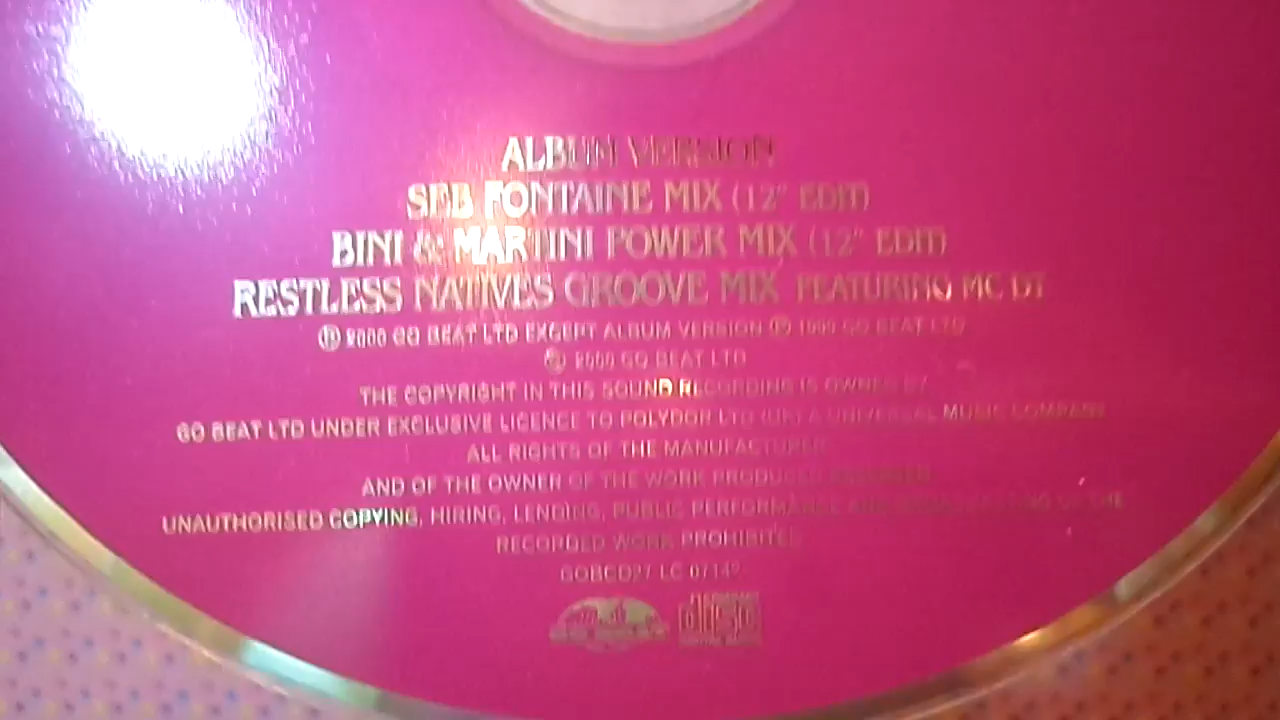 ALBUM VERSION
SEB FONTAINE MIX (12" EDIT)
BINI & MARTINI POWER MIX (12" EDIT)
RESTLESS NATIVES GROOVE MIX FEATURING MC DT
℗ 2000 GO BEAT LTD EXCEPT ALBUM VERSION ℗ 1999 GO BEAT LTD
© 2000 GO BEAT LTD
THE COPYRIGHT IN THIS SOUND RECORDING IS OWNED BY
GO BEAT LTD UNDER EXCLUSIVE LICENCE TO POLYDOR LTD (UK) A UNIVERSAL MUSIC COMPANY
ALL RIGHTS OF THE MANUFACTURER
AND OF THE OWNER OF THE WORK PRODUCED RESERVED
UNAUTHORISED COPYING, HIRING, LENDING, PUBLIC PERFORMANCE AND BROADCASTING OF THE
RECORDED WORK PROHIBITED
GOBCD27 LC 07142
disc